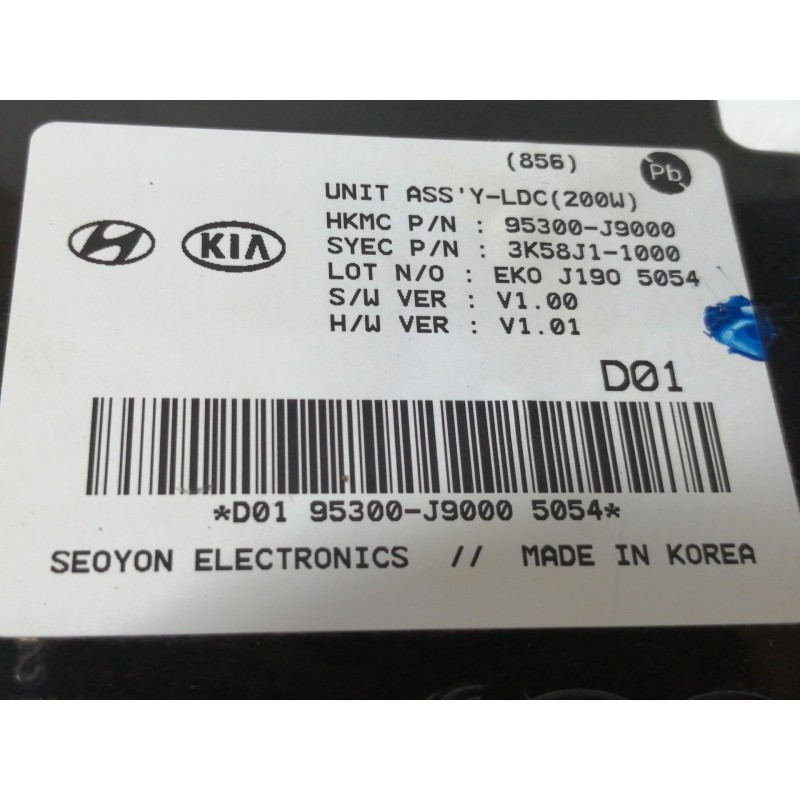 (856)
Pb
UNIT ASS'Y-LDC(200W)
HKMC P/N : 95300-J9000
SYEC P/N : 3K58J1-1000
LOT N/O : EKO J190 5054
S/W VER : V1.00
H/W VER : V1.01
KIA
D01
*D01 95300-J9000 5054*
SEOYON ELECTRONICS // MADE IN KOREA